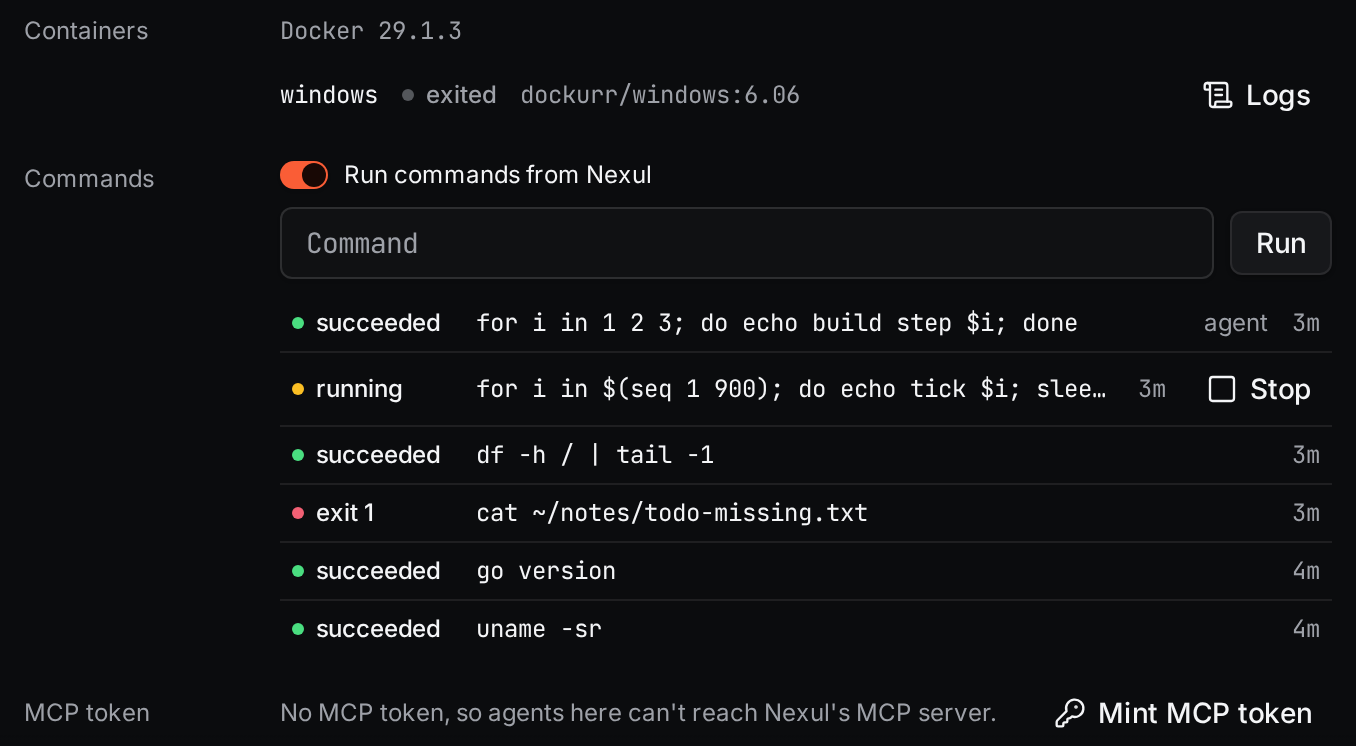 Containers Docker 29.1.3
windows exited dockurr/windows:6.06 Logs
Commands Run commands from Nexul
Command Run
succeeded for i in 1 2 3; do echo build step $i; done agent 3m
running for i in $(seq 1 900); do echo tick $i; slee… 3m Stop
succeeded df -h / | tail -1 3m
exit 1 cat ~/notes/todo-missing.txt 3m
succeeded go version 4m
succeeded uname -sr 4m
MCP token No MCP token, so agents here can't reach Nexul's MCP server. Mint MCP token